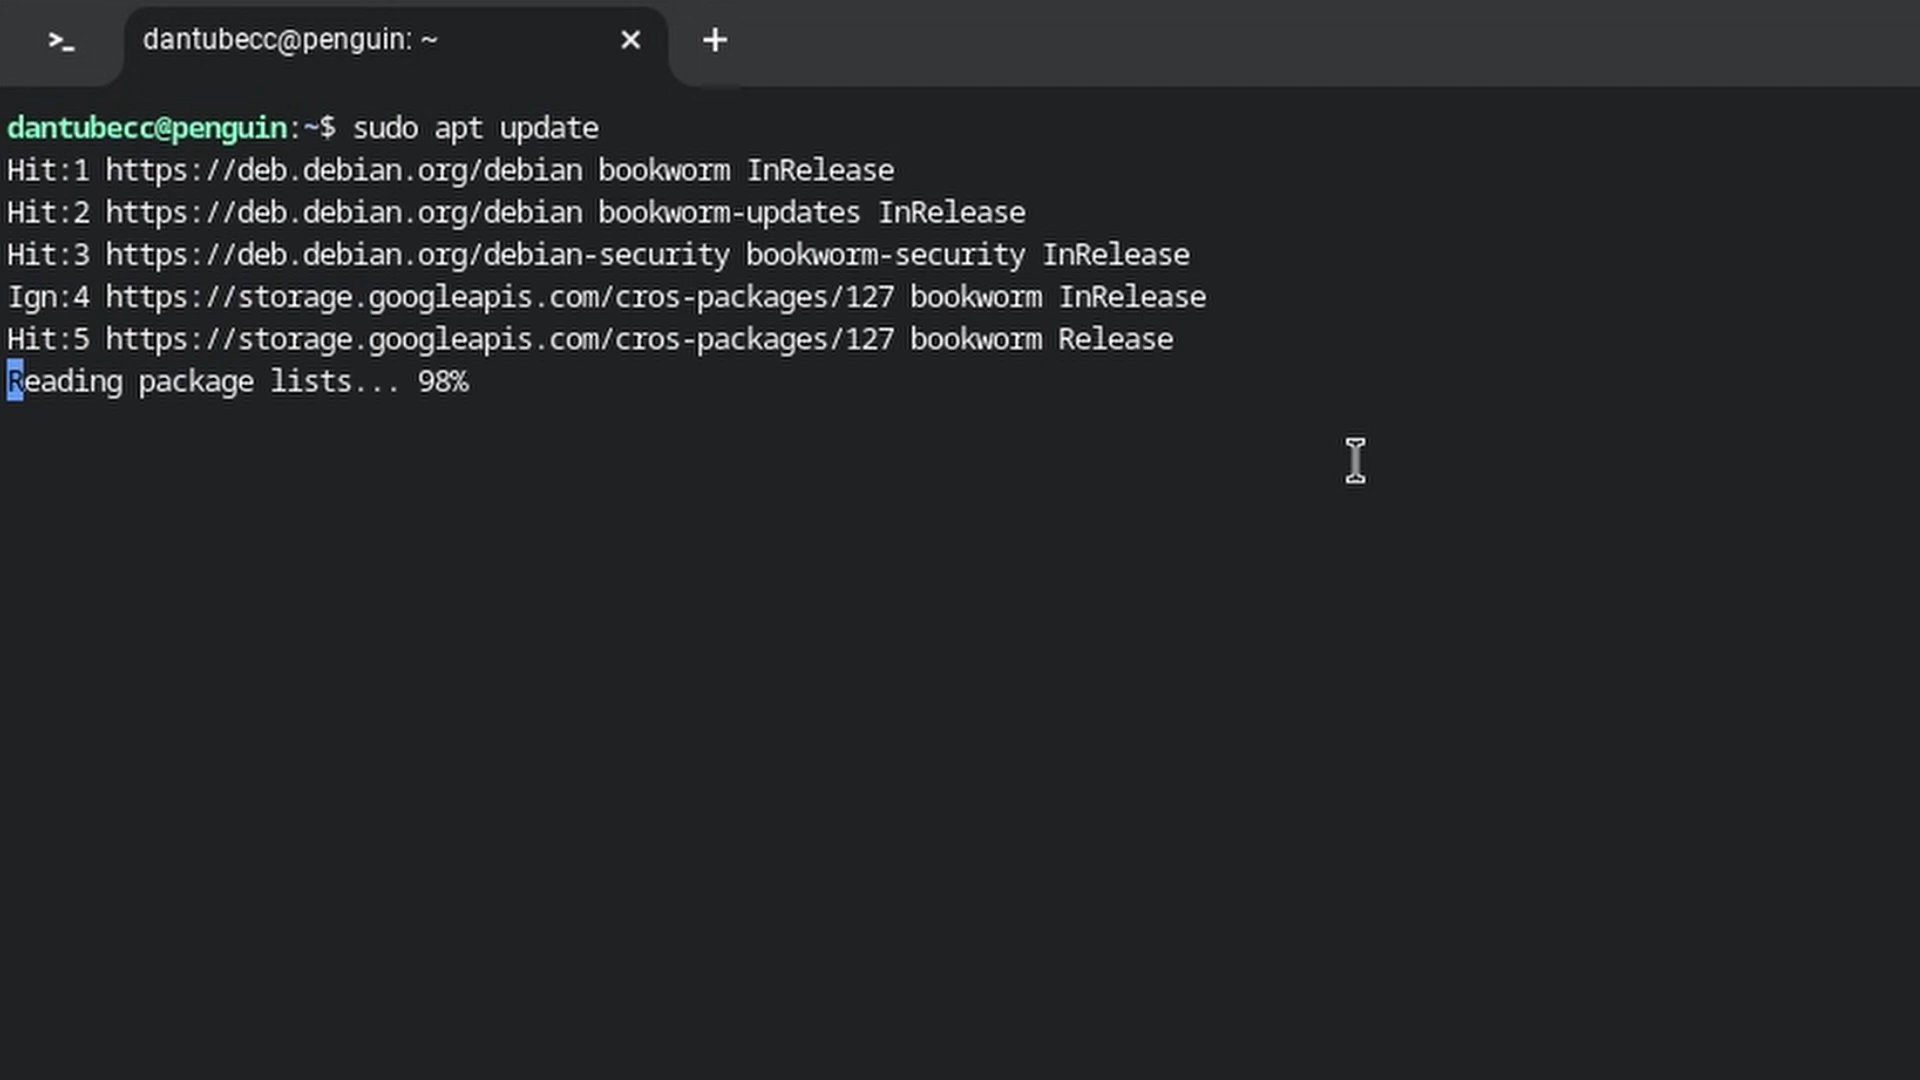 >_ dantubecc@penguin: ~
dantubecc@penguin:~$ sudo apt update
Hit:1 https://deb.debian.org/debian bookworm InRelease
Hit:2 https://deb.debian.org/debian bookworm-updates InRelease
Hit:3 https://deb.debian.org/debian-security bookworm-security InRelease
Ign:4 https://storage.googleapis.com/cros-packages/127 bookworm InRelease
Hit:5 https://storage.googleapis.com/cros-packages/127 bookworm Release
Reading package lists... 98%